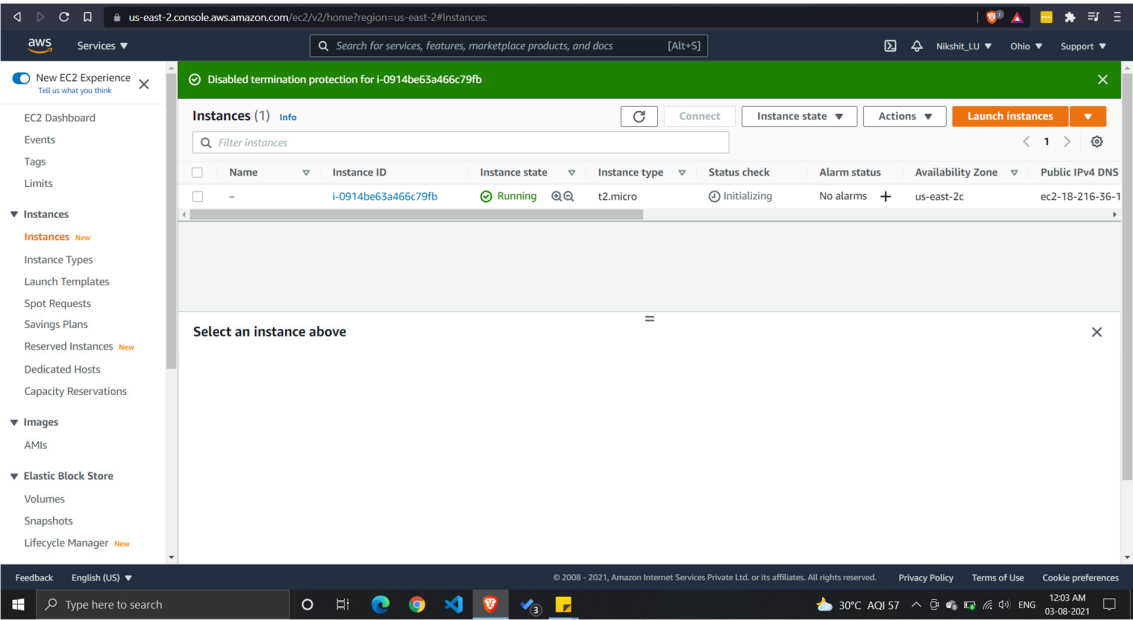 us-east-2.console.aws.amazon.com/ec2/v2/home?region=us-east-2#Instances:
aws Services ▼ Search for services, features, marketplace products, and docs [Alt+S] Nikshit_LU ▼ Ohio ▼ Support ▼
New EC2 Experience
Tell us what you think
EC2 Dashboard
Events
Tags
Limits
Instances
Instances New
Instance Types
Launch Templates
Spot Requests
Savings Plans
Reserved Instances New
Dedicated Hosts
Capacity Reservations
Images
AMIs
Elastic Block Store
Volumes
Snapshots
Lifecycle Manager New
Disabled termination protection for i-0914be63a466c79fb
Instances (1) Info Connect Instance state ▼ Actions ▼ Launch instances ▼
Filter instances < 1 >
Name Instance ID Instance state Instance type Status check Alarm status Availability Zone Public IPv4 DNS
– i-0914be63a466c79fb Running t2.micro Initializing No alarms + us-east-2c ec2-18-216-36-1
Select an instance above
Feedback English (US) ▼ © 2008 - 2021, Amazon Internet Services Private Ltd. or its affiliates. All rights reserved. Privacy Policy Terms of Use Cookie preferences
Type here to search 3 30°C AQI 57 ENG 12:03 AM
03-08-2021